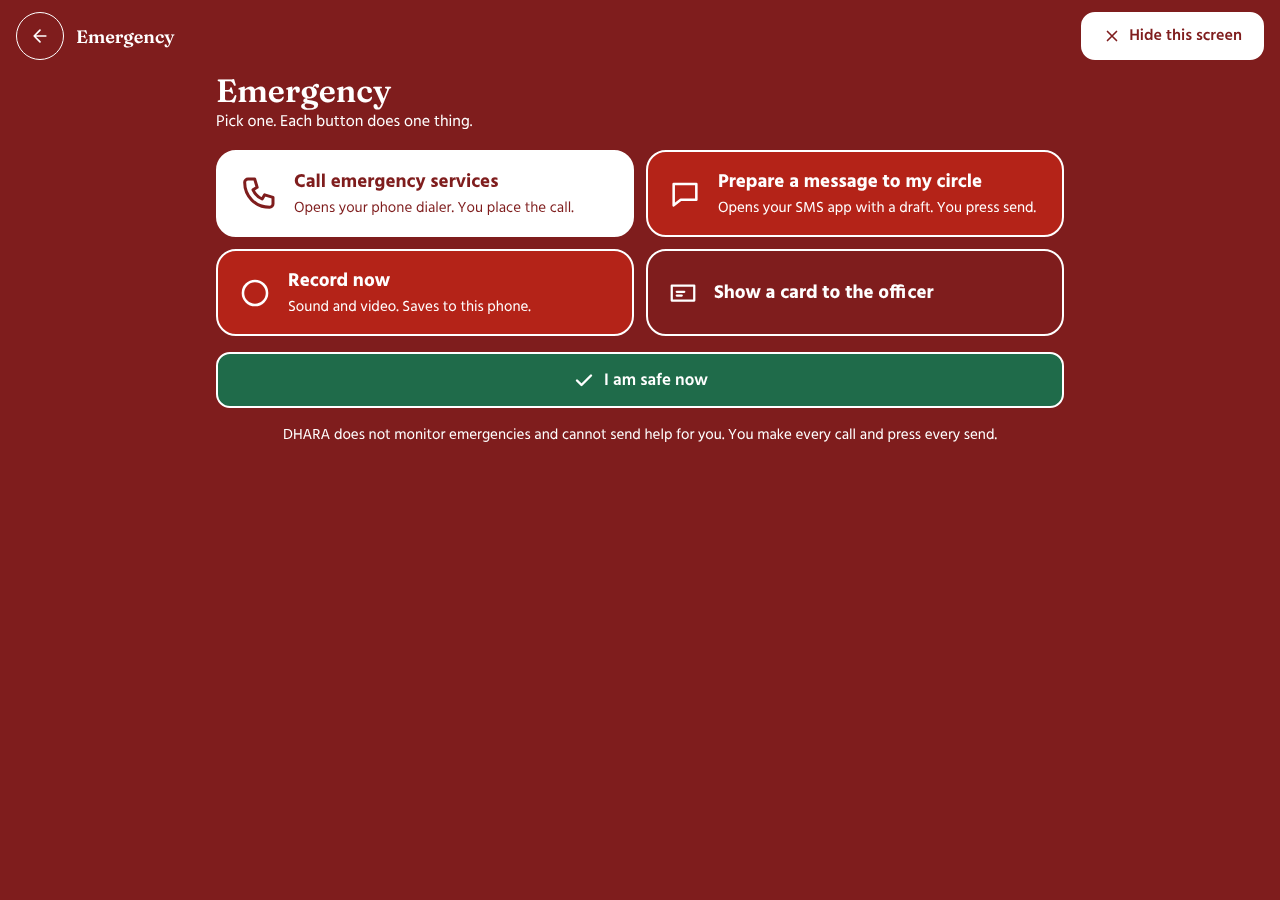 Emergency
Hide this screen
Emergency
Pick one. Each button does one thing.
Call emergency services
Opens your phone dialer. You place the call.
Prepare a message to my circle
Opens your SMS app with a draft. You press send.
Record now
Sound and video. Saves to this phone.
Show a card to the officer
I am safe now
DHARA does not monitor emergencies and cannot send help for you. You make every call and press every send.